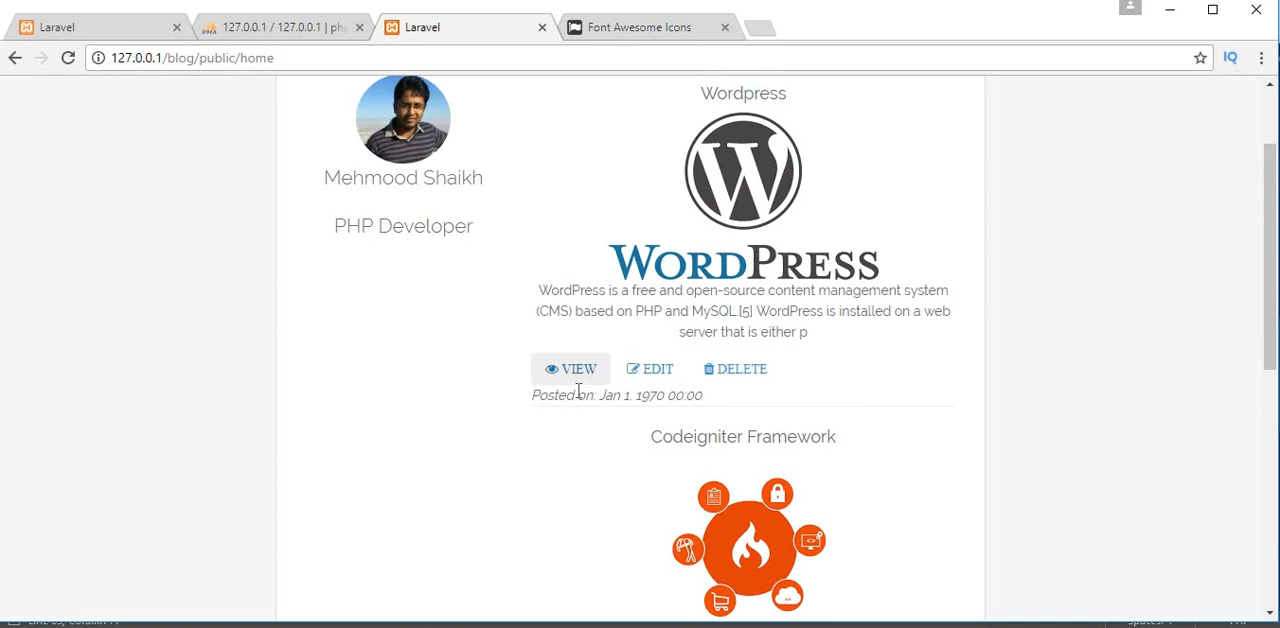 Laravel
127.0.0.1 / 127.0.0.1 | ph
Laravel
Font Awesome Icons
127.0.0.1/blog/public/home
IQ
Mehmood Shaikh
PHP Developer
Wordpress
W
WORDPRESS
WordPress is a free and open-source content management system
(CMS) based on PHP and MySQL.[5] WordPress is installed on a web
server that is either p
VIEW
EDIT
DELETE
Posted on: Jan 1, 1970 00:00
Codeigniter Framework